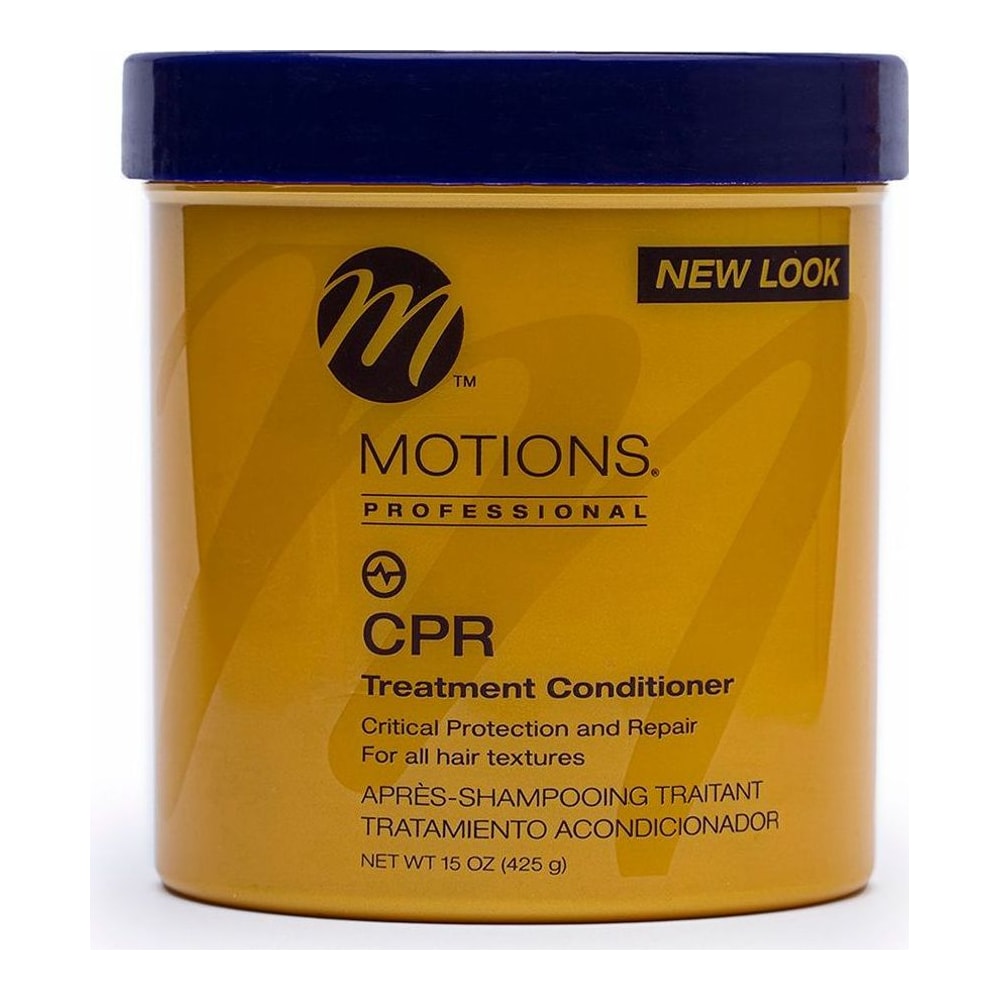 NEW LOOK
M™
MOTIONS®
PROFESSIONAL
CPR
Treatment Conditioner
Critical Protection and Repair
For all hair textures
APRÈS-SHAMPOOING TRAITANT
TRATAMIENTO ACONDICIONADOR
NET WT 15 OZ (425 g)